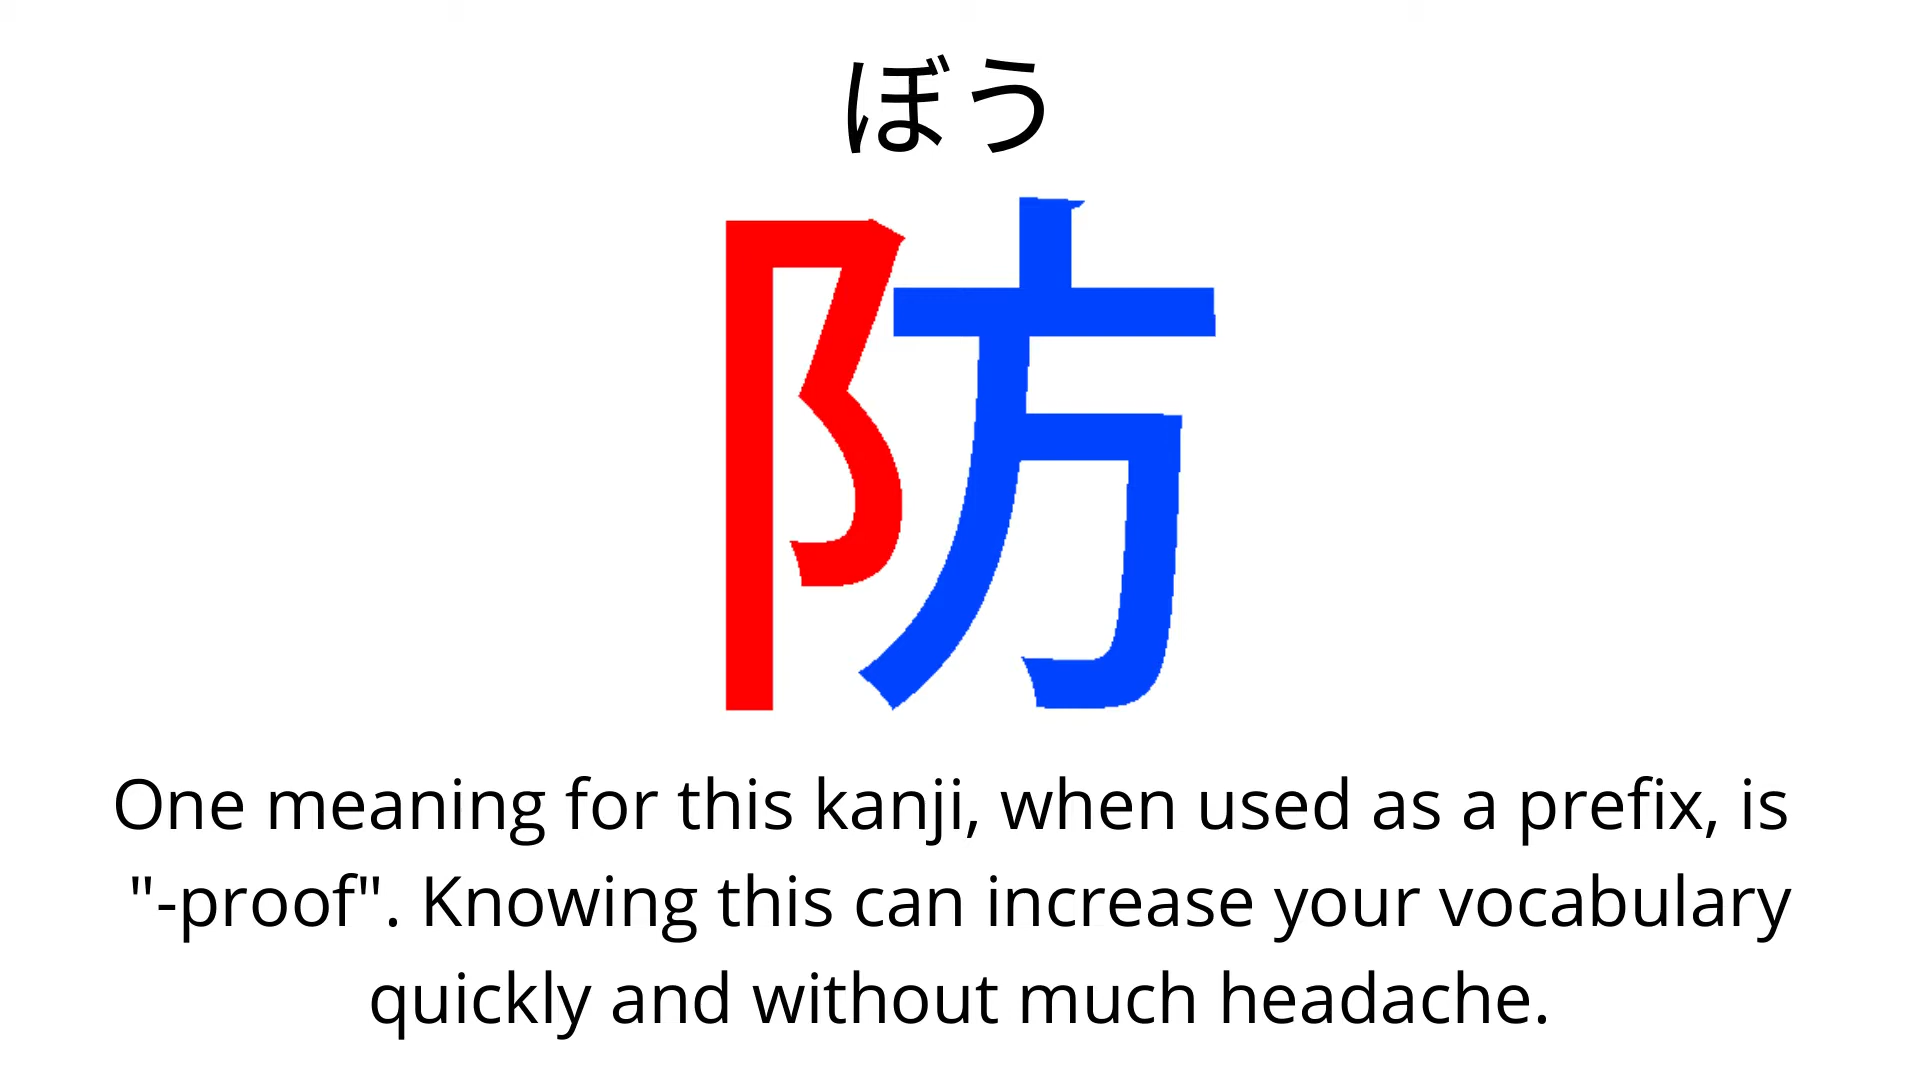 ぼう
防
One meaning for this kanji, when used as a prefix, is
"-proof". Knowing this can increase your vocabulary
quickly and without much headache.